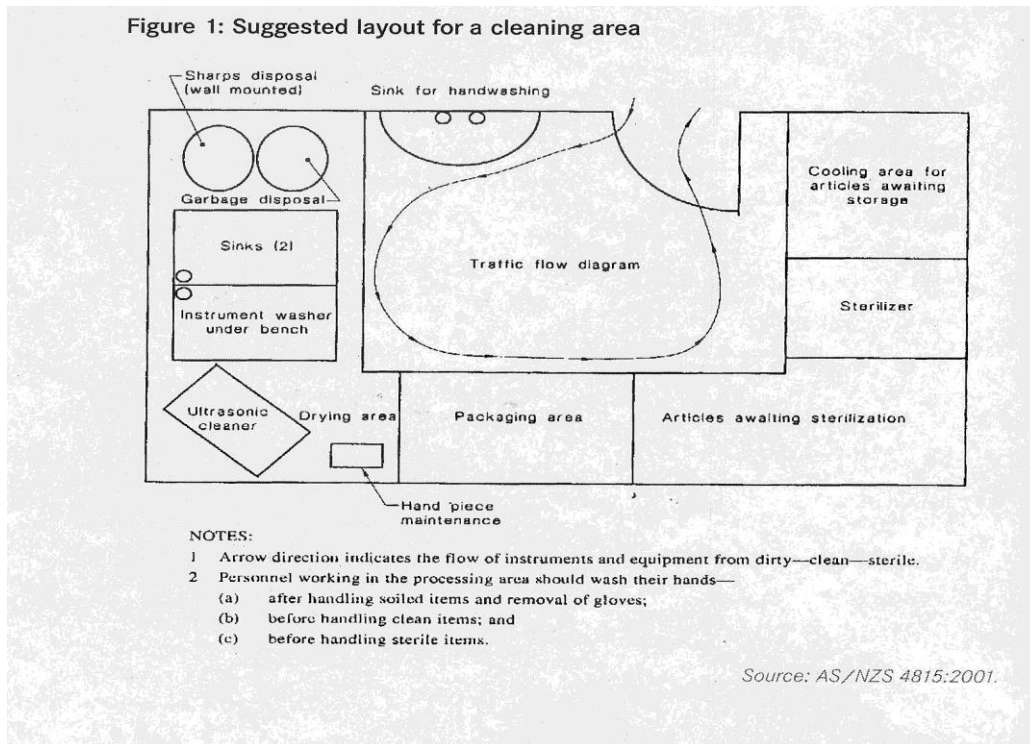 Figure 1: Suggested layout for a cleaning area
Sharps disposal
(wall mounted)
Sink for handwashing
Garbage disposal
Cooling area for
articles awaiting
storage
Sinks (2)
Traffic flow diagram
Instrument washer
under bench
Sterilizer
Ultrasonic
cleaner
Drying area
Packaging area
Articles awaiting sterilization
Hand piece
maintenance
NOTES:
1 Arrow direction indicates the flow of instruments and equipment from dirty—clean—sterile.
2 Personnel working in the processing area should wash their hands—
(a) after handling soiled items and removal of gloves;
(b) before handling clean items; and
(c) before handling sterile items.
Source: AS/NZS 4815:2001.